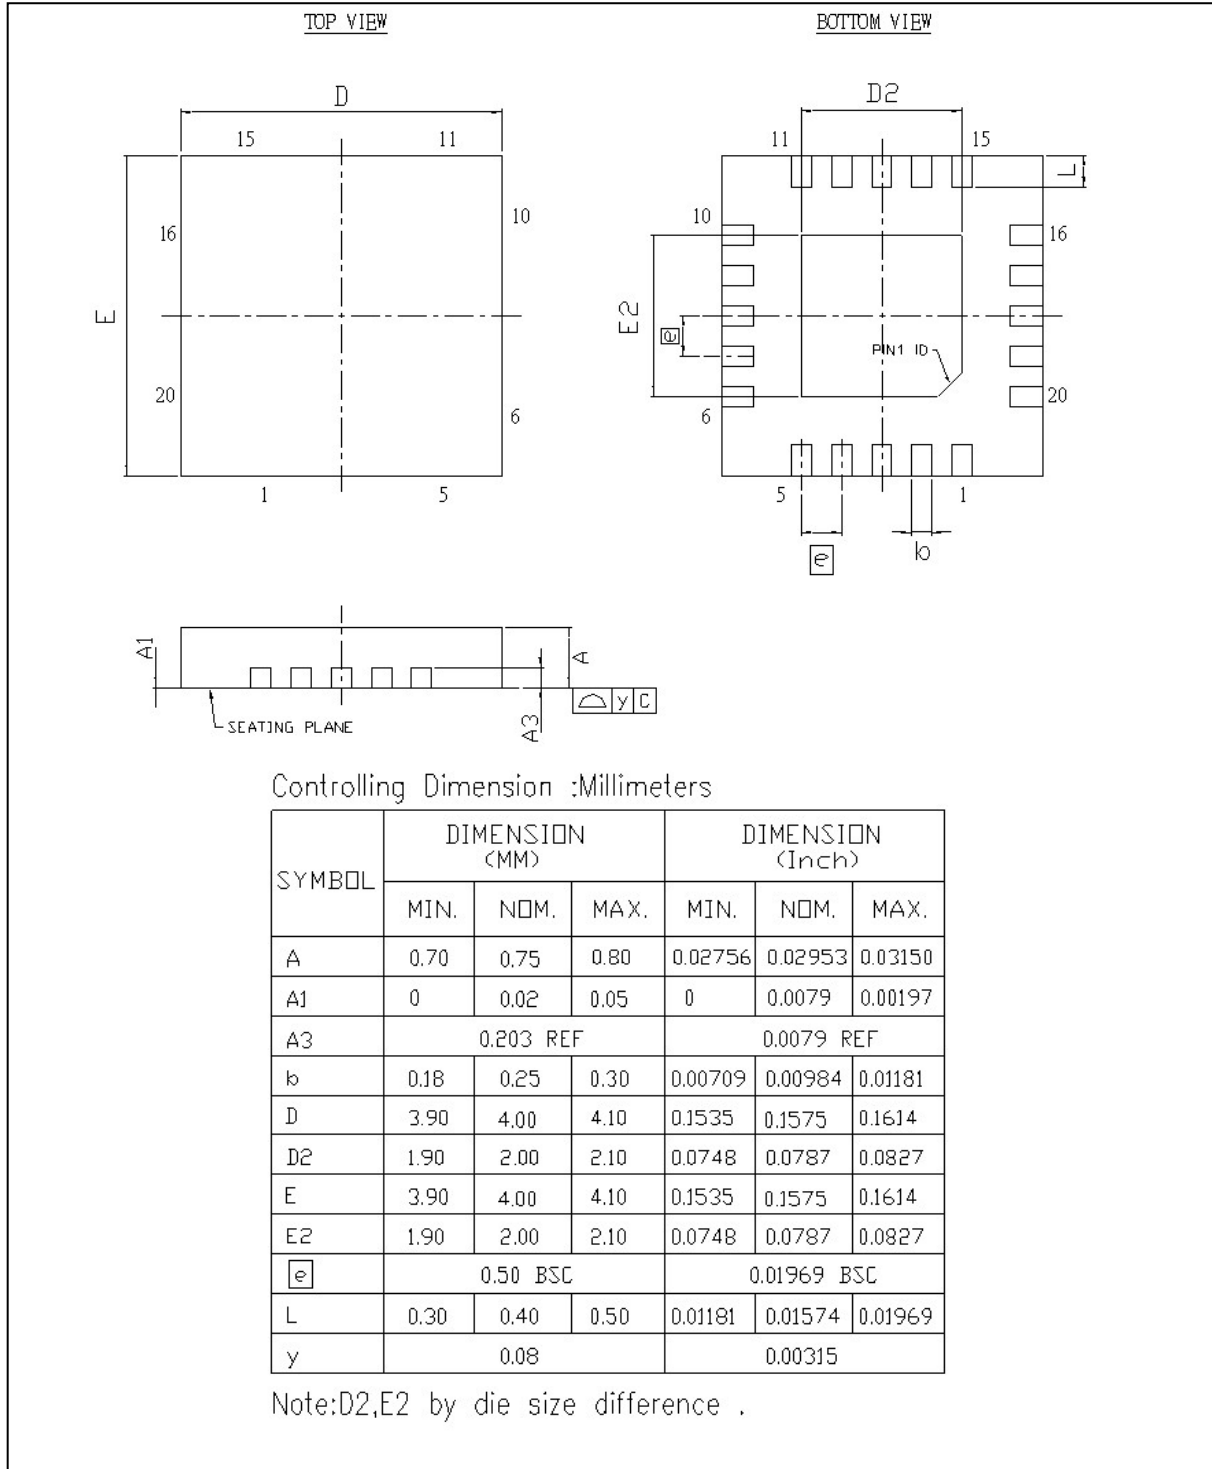 TOP VIEW BOTTOM VIEW
D D2
15 11 11 15
L
10 10
16 16
E E2
e
PIN1 ID
20 20
6 6
1 5 5 1
e b
A1 A
y C
A3
SEATING PLANE
Controlling Dimension :Millimeters
SYMBOL DIMENSION (MM) DIMENSION (Inch)
MIN. NOM. MAX. MIN. NOM. MAX.
A 0.70 0.75 0.80 0.02756 0.02953 0.03150
A1 0 0.02 0.05 0 0.0079 0.00197
A3 0.203 REF 0.0079 REF
b 0.18 0.25 0.30 0.00709 0.00984 0.01181
D 3.90 4.00 4.10 0.1535 0.1575 0.1614
D2 1.90 2.00 2.10 0.0748 0.0787 0.0827
E 3.90 4.00 4.10 0.1535 0.1575 0.1614
E2 1.90 2.00 2.10 0.0748 0.0787 0.0827
e 0.50 BSC 0.01969 BSC
L 0.30 0.40 0.50 0.01181 0.01574 0.01969
y 0.08 0.00315
Note:D2,E2 by die size difference .